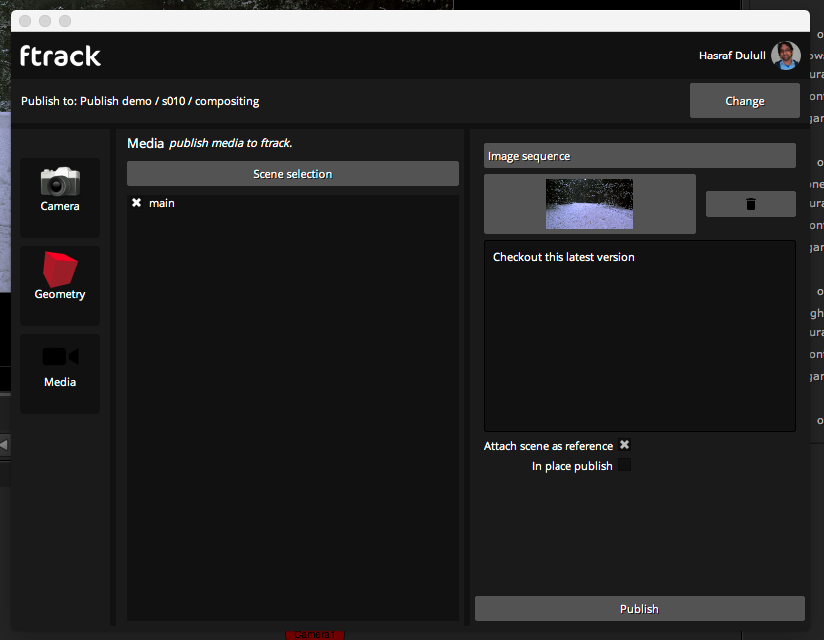 ftrack
Hasraf Dulull
Publish to: Publish demo / s010 / compositing
Change
Camera
Geometry
Media
Media publish media to ftrack.
Scene selection
main
Image sequence
Checkout this latest version
Attach scene as reference
In place publish
Publish
Camera1